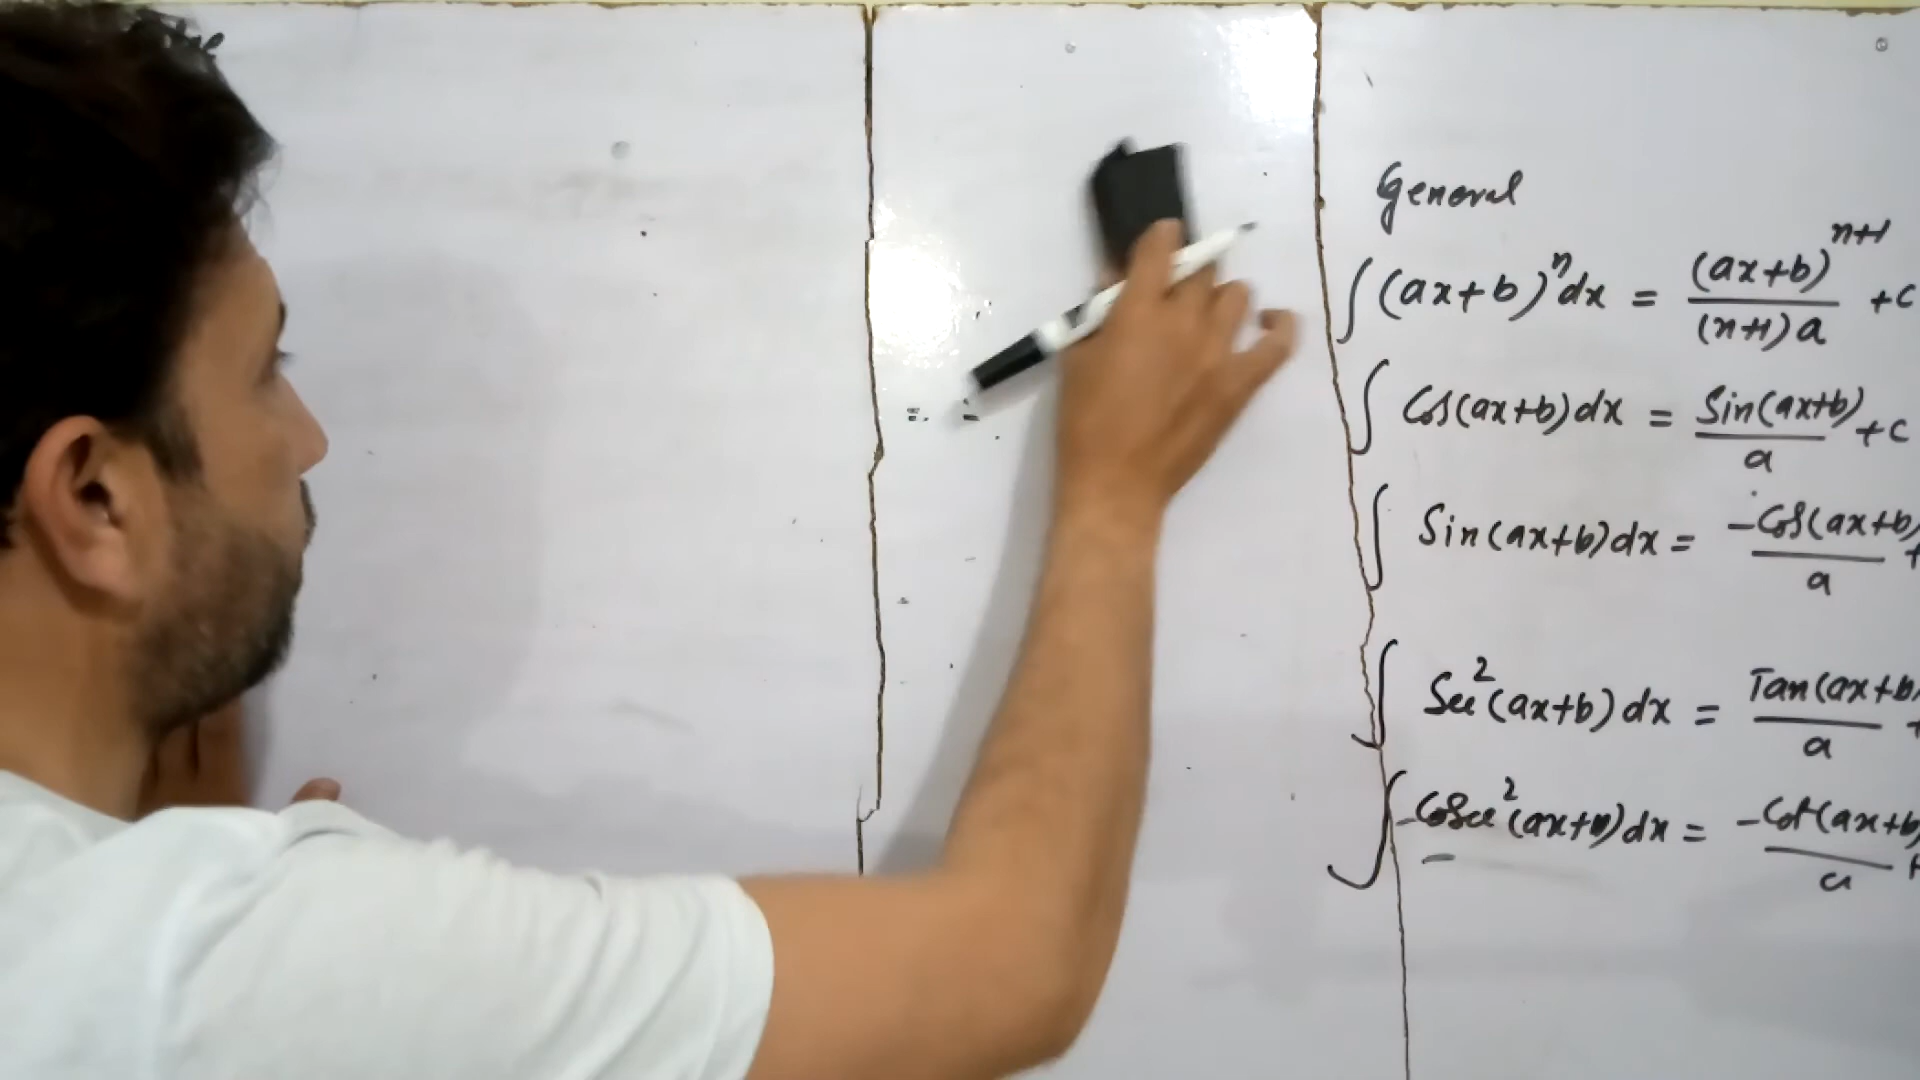 General
∫(ax+b)^n dx = (ax+b)^(n+1) / (n+1)a +c
∫ Cos(ax+b)dx = Sin(ax+b) / a +c
∫ Sin(ax+b)dx = -Cos(ax+b) / a +
∫ Sec²(ax+b)dx = Tan(ax+b) / a +
∫ Cosec²(ax+b)dx = -Cot(ax+b) / a +